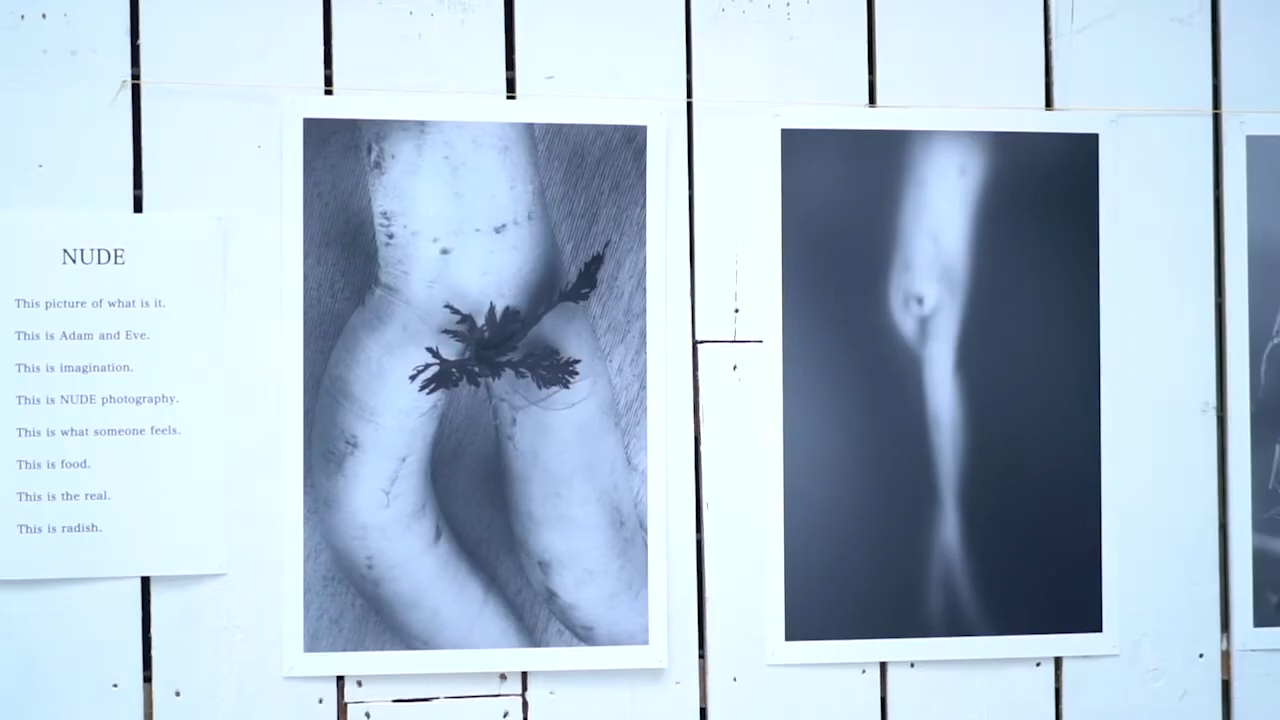 NUDE
This picture of what is it.
This is Adam and Eve.
This is imagination.
This is NUDE photography.
This is what someone feels.
This is food.
This is the real.
This is radish.